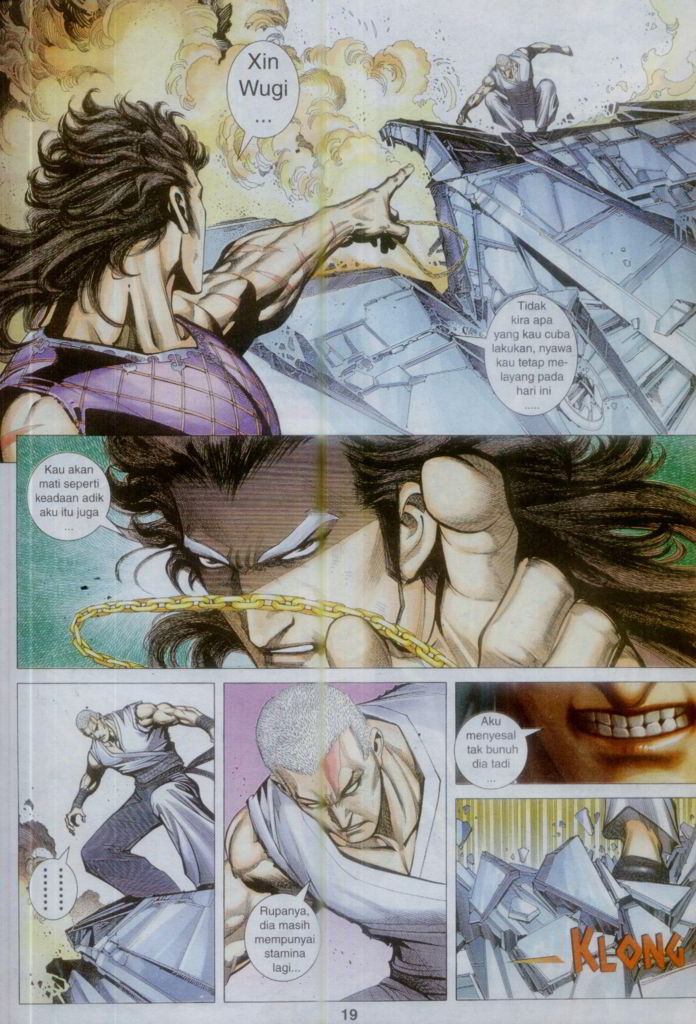 Xin
Wugi
...
Tidak
kira apa
yang kau cuba
lakukan, nyawa
kau tetap me-
layang pada
hari ini
.....
Kau akan
mati seperti
keadaan adik
aku itu juga
...
Aku
menyesal
tak bunuh
dia tadi
...
Rupanya,
dia masih
mempunyai
stamina
lagi...
KLONG
19